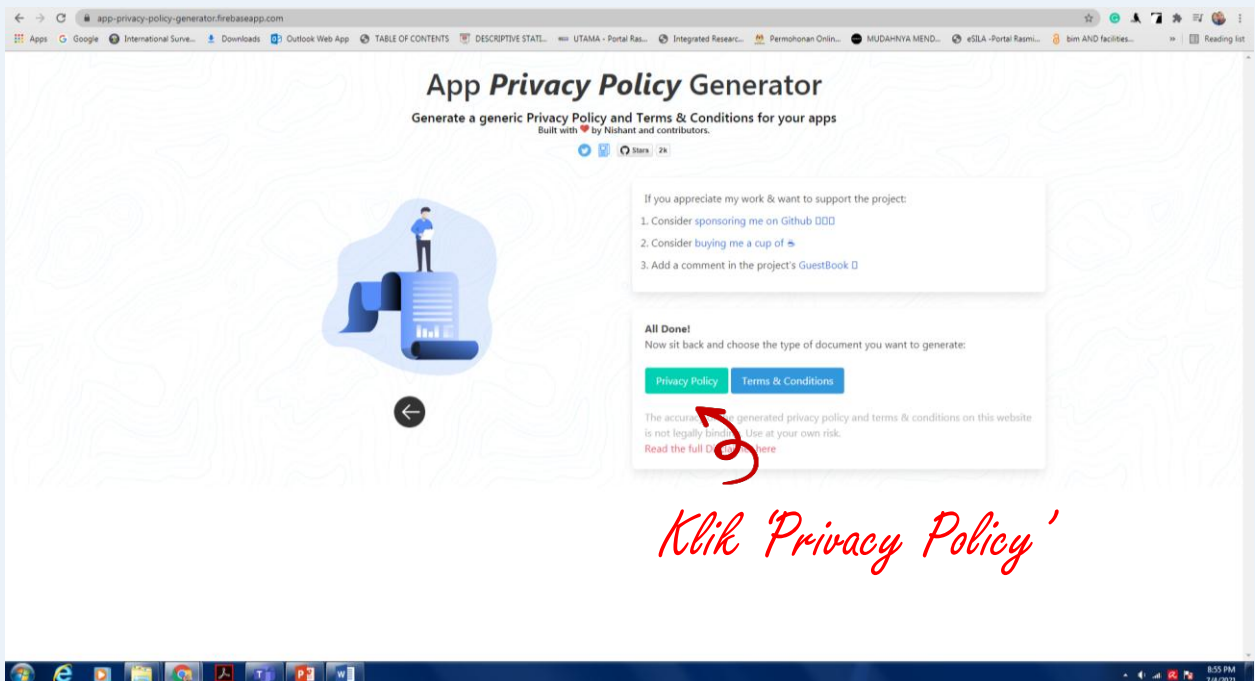 app-privacy-policy-generator.firebaseapp.com
Apps Google International Surve... Downloads Outlook Web App TABLE OF CONTENTS DESCRIPTIVE STATI... UTAMA - Portal Ras... Integrated Researc... Permohonan Onlin... MUDAHNYA MEND... eSILA -Portal Rasmi... bim AND facilities... » Reading list
App Privacy Policy Generator
Generate a generic Privacy Policy and Terms & Conditions for your apps
Built with ❤ by Nishant and contributors.
Stars 2k
If you appreciate my work & want to support the project:
1. Consider sponsoring me on Github
2. Consider buying me a cup of ☕
3. Add a comment in the project's GuestBook
All Done!
Now sit back and choose the type of document you want to generate:
Privacy Policy Terms & Conditions
The generated privacy policy and terms & conditions on this website
is not legally Use at your own risk.
Read the full here
Klik 'Privacy Policy'
8:55 PM